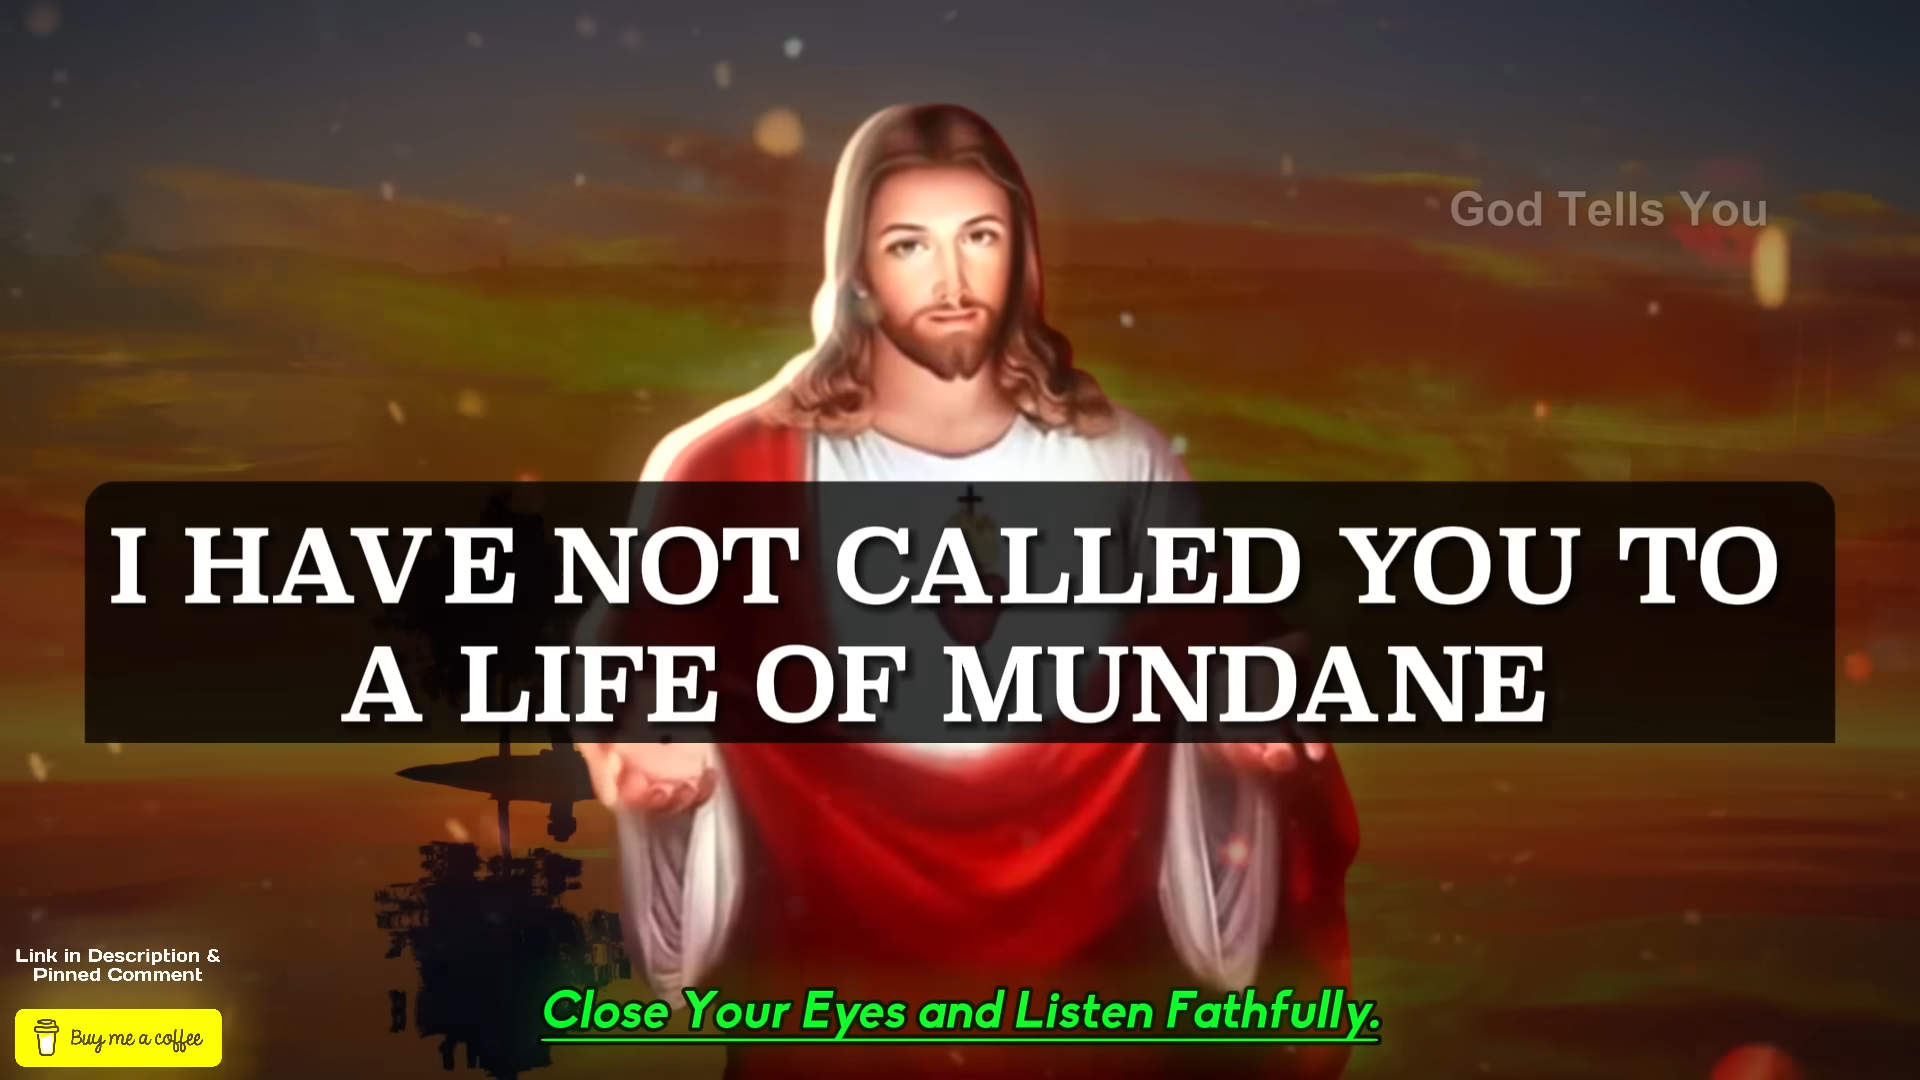 God Tells You
I HAVE NOT CALLED YOU TO
A LIFE OF MUNDANE
Link in Description &
Pinned Comment
Buy me a coffee
Close Your Eyes and Listen Fathfully.